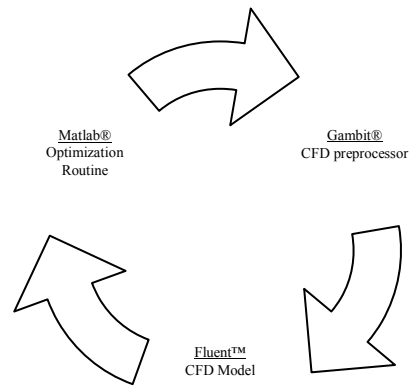 Matlab®
Optimization
Routine
Gambit®
CFD preprocessor
Fluent™
CFD Model